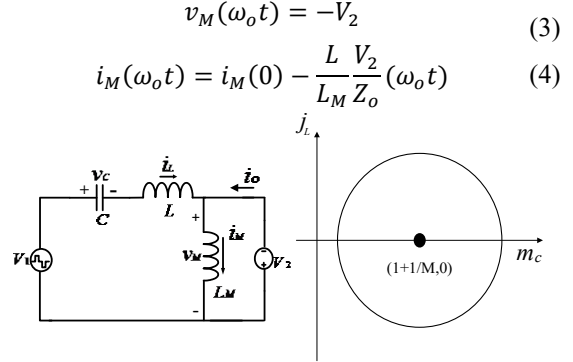 v_M(ω_o t) = −V_2 (3)
i_M(ω_o t) = i_M(0) − L/L_M V_2/Z_o (ω_o t) (4)
v_C
+ -
C
i_L
L
i_o
+
v_M
-
i_M
L_M
V_1
-
+
V_2
j_L
m_c
(1+1/M,0)